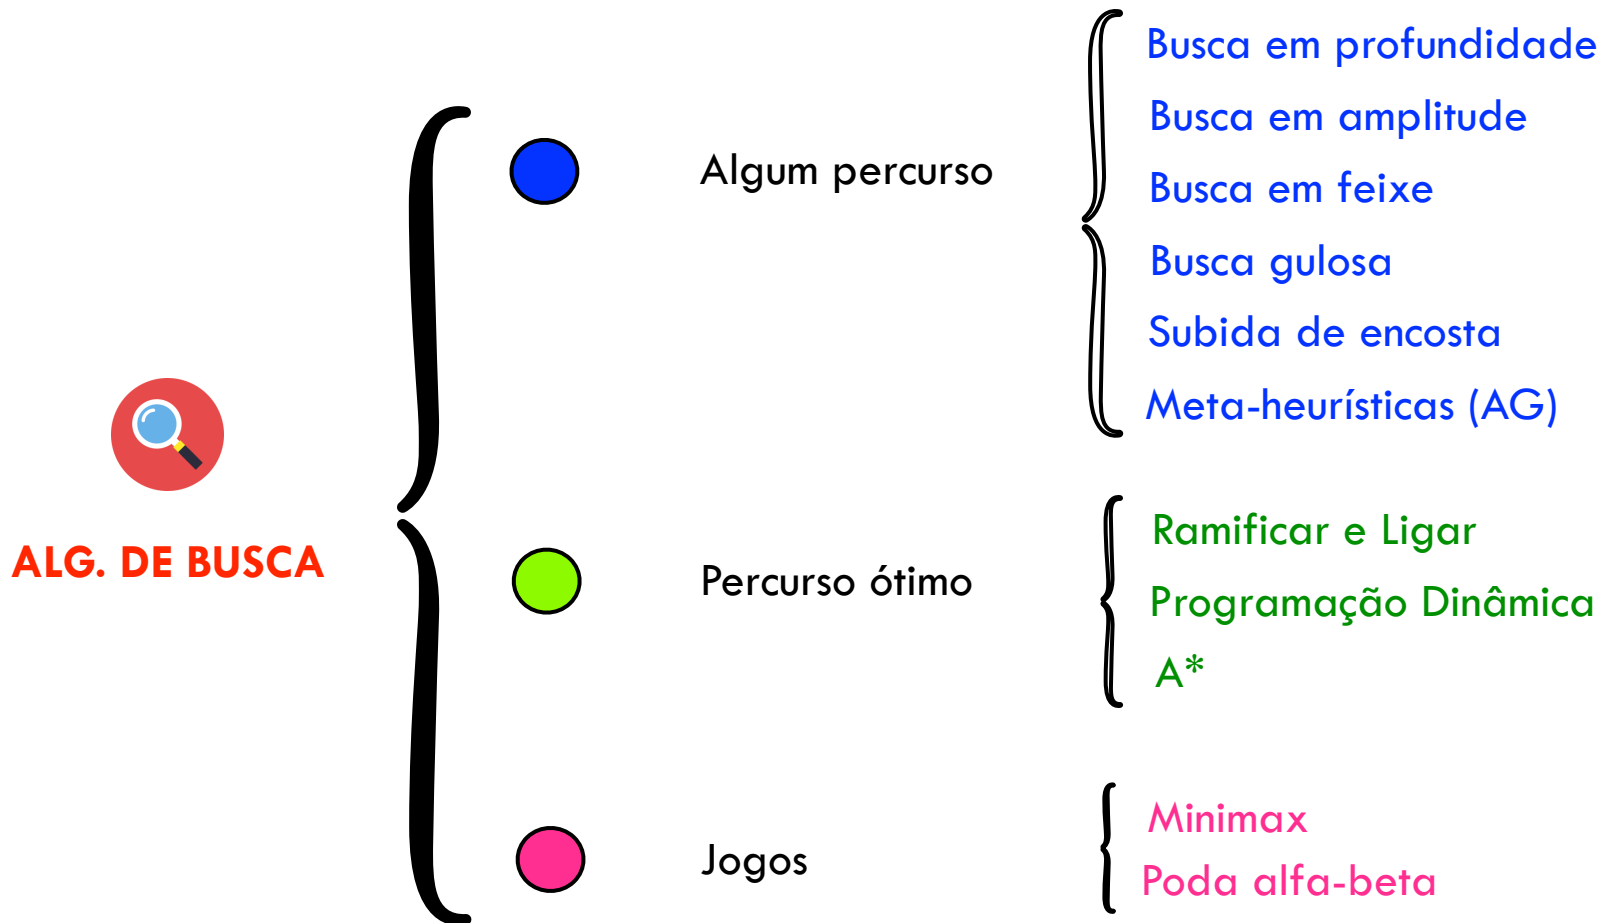 ALG. DE BUSCA
Algum percurso
Busca em profundidade
Busca em amplitude
Busca em feixe
Busca gulosa
Subida de encosta
Meta-heurísticas (AG)
Percurso ótimo
Ramificar e Ligar
Programação Dinâmica
A*
Jogos
Minimax
Poda alfa-beta